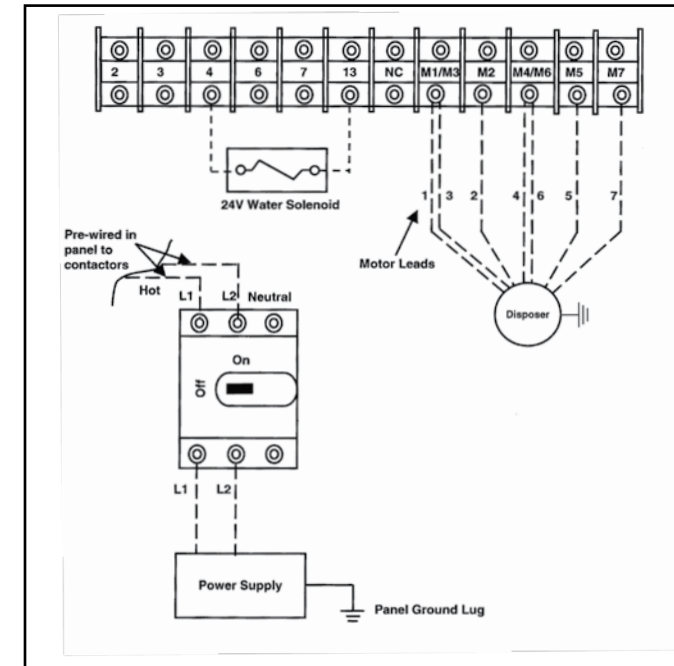 2 3 4 6 7 13 NC M1/M3 M2 M4/M6 M5 M7
24V Water Solenoid
1 3 2 4 6 5 7
Motor Leads
Disposer
Pre-wired in
panel to
contactors
Hot
L1 L2 Neutral
On
Off
L1 L2
Power Supply
Panel Ground Lug